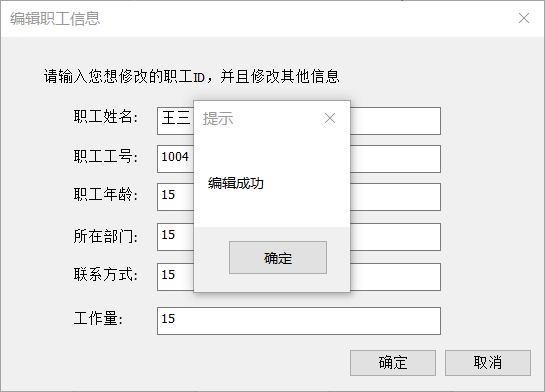 编辑职工信息
请输入您想修改的职工ID，并且修改其他信息
职工姓名: 王三
提示
职工工号: 1004
编辑成功
职工年龄: 15
所在部门: 15
确定
联系方式: 15
工作量: 15
确定 取消